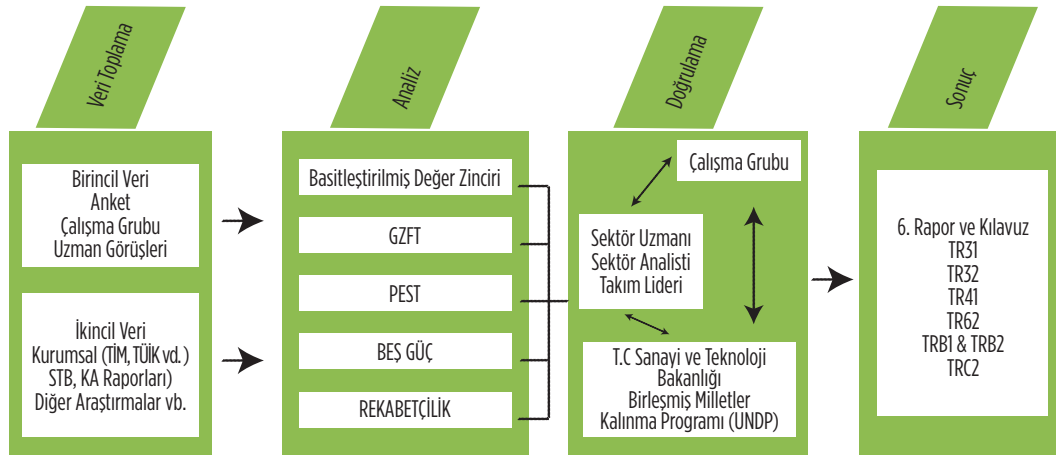 Veri Toplama
Birincil Veri
Anket
Çalışma Grubu
Uzman Görüşleri
İkincil Veri
Kurumsal (TİM, TÜİK vd. )
STB, KA Raporları)
Diğer Araştırmalar vb.
Analiz
Basitleştirilmiş Değer Zinciri
GZFT
PEST
BEŞ GÜÇ
REKABETÇİLİK
Doğrulama
Çalışma Grubu
Sektör Uzmanı
Sektör Analisti
Takım Lideri
T.C Sanayi ve Teknoloji
Bakanlığı
Birleşmiş Milletler
Kalınma Programı (UNDP)
Sonuç
6. Rapor ve Kılavuz
TR31
TR32
TR41
TR62
TRB1 & TRB2
TRC2